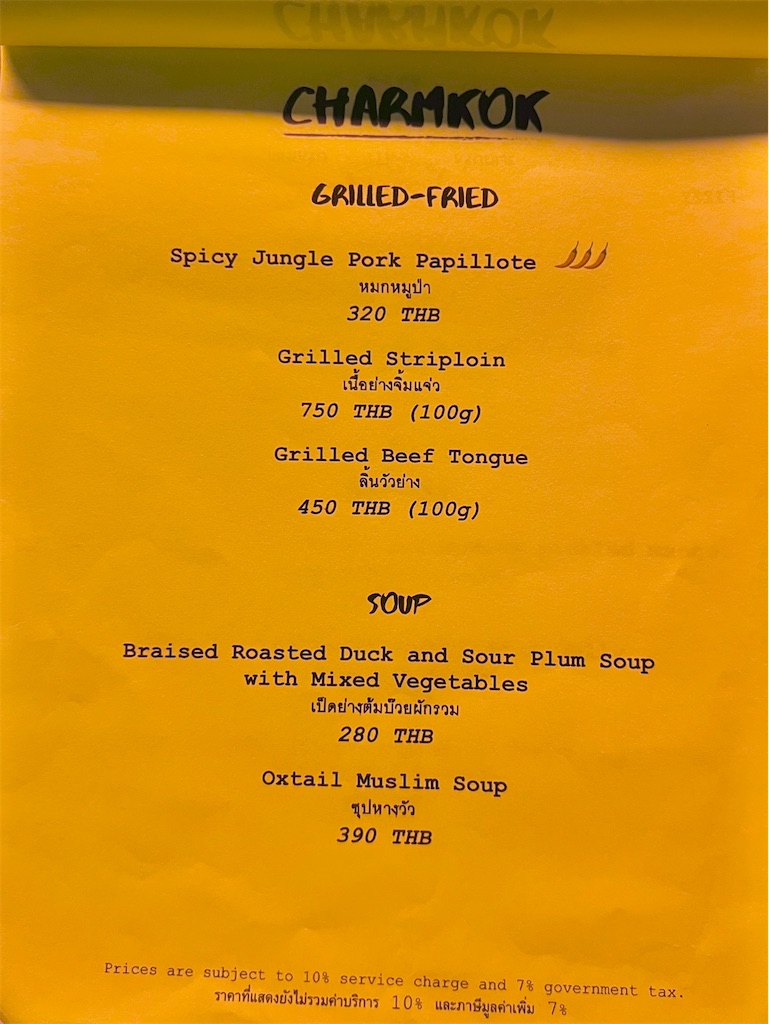 CHARMKOK
GRILLED-FRIED
Spicy Jungle Pork Papillote
หมกหมูป่า
320 THB
Grilled Striploin
เนื้อย่างจิ้มแจ่ว
750 THB (100g)
Grilled Beef Tongue
ลิ้นวัวย่าง
450 THB (100g)
SOUP
Braised Roasted Duck and Sour Plum Soup
with Mixed Vegetables
เป็ดย่างต้มบ๊วยผักรวม
280 THB
Oxtail Muslim Soup
ซุปหางวัว
390 THB
Prices are subject to 10% service charge and 7% government tax.
ราคาที่แสดงยังไม่รวมค่าบริการ 10% และภาษีมูลค่าเพิ่ม 7%